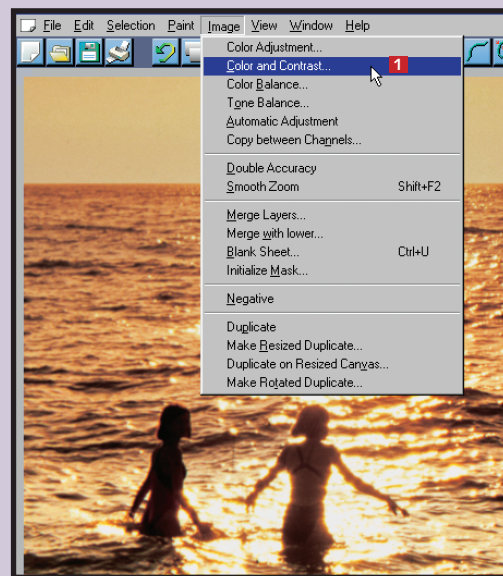 File Edit Selection Paint Image View Window Help
Color Adjustment...
Color and Contrast... 1
Color Balance...
Tone Balance...
Automatic Adjustment
Copy between Channels...
Double Accuracy
Smooth Zoom Shift+F2
Merge Layers...
Merge with lower...
Blank Sheet... Ctrl+U
Initialize Mask...
Negative
Duplicate
Make Resized Duplicate...
Duplicate on Resized Canvas...
Make Rotated Duplicate...